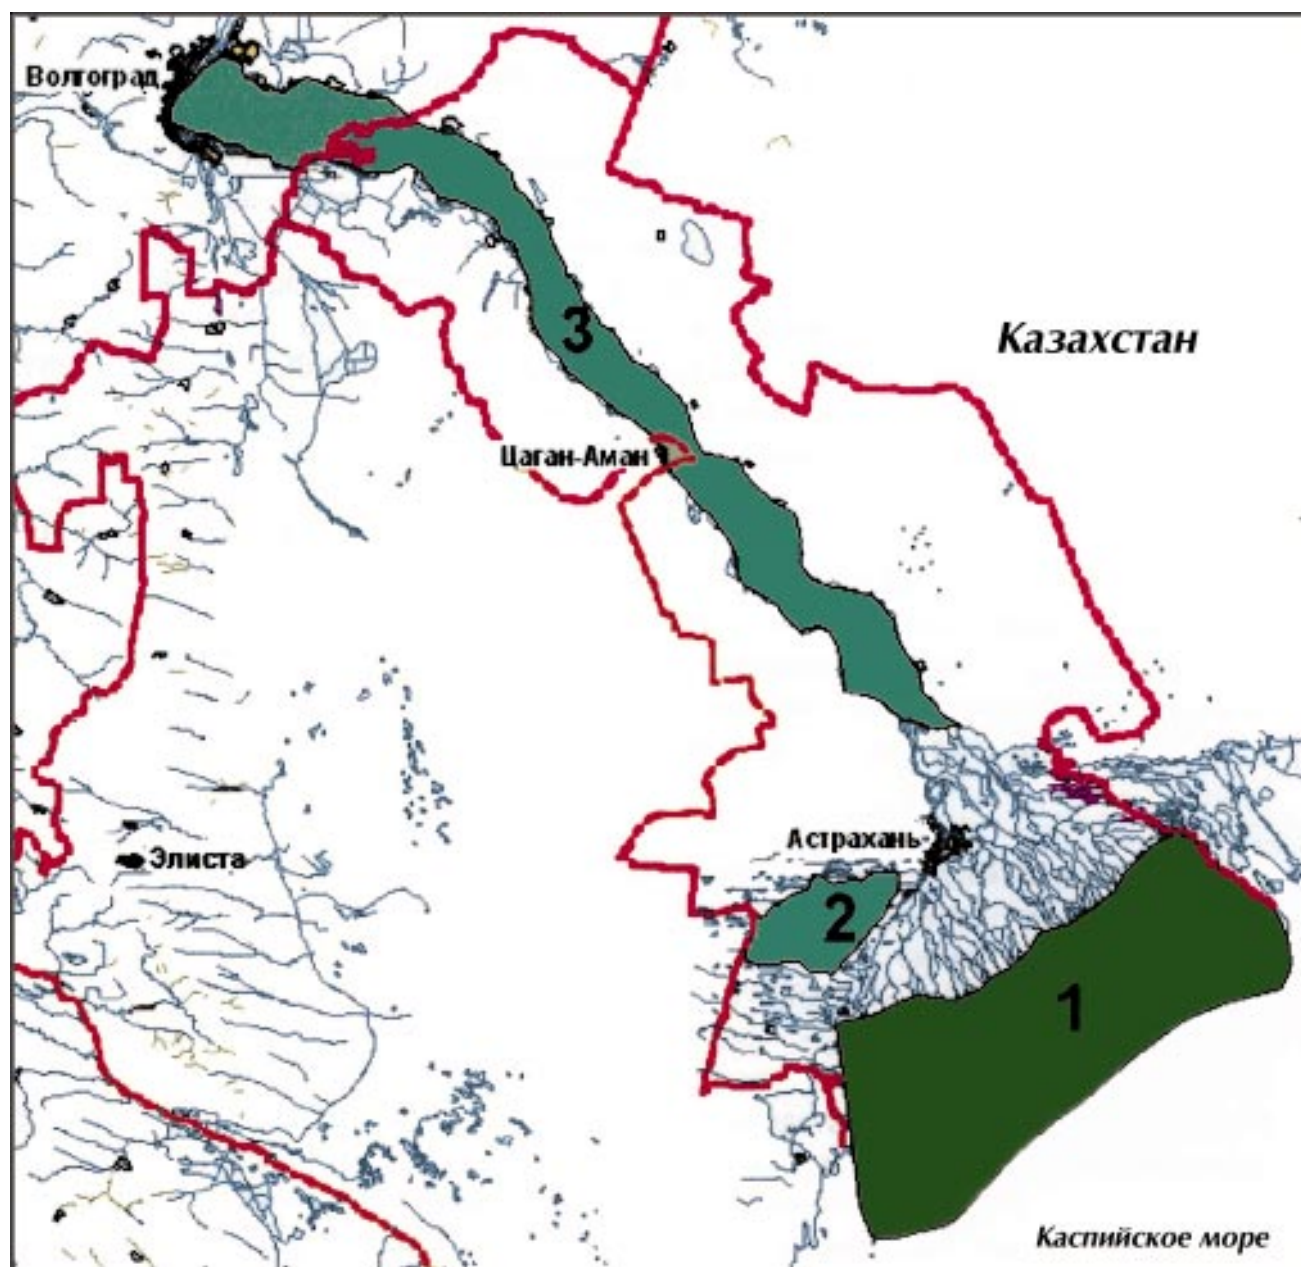 Волгоград
Казахстан
3
Цаган-Аман
Астрахань
Элиста
2
1
Каспийское море